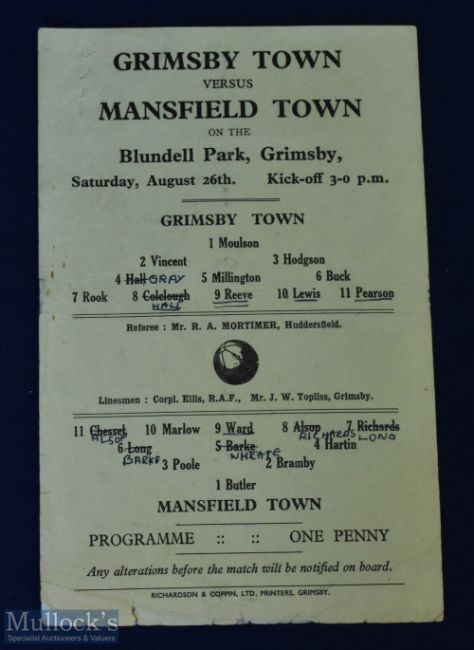 GRIMSBY TOWN
VERSUS
MANSFIELD TOWN
ON THE
Blundell Park, Grimsby,
Saturday, August 26th. Kick-off 3-0 p.m.
GRIMSBY TOWN
1 Moulson
2 Vincent 3 Hodgson
4 Hall GRAY 5 Millington 6 Buck
7 Rook 8 Colelough 9 Reeve 10 Lewis 11 Pearson
HALL
Referee : Mr. R. A. MORTIMER, Huddersfield.
Linesmen : Corpl. Ellis, R.A.F., Mr. J. W. Topliss, Grimsby.
11 Chessel 10 Marlow 9 Ward 8 Alsop 7 Richards
ALSOP RICHARDS LONG
6 Long 5 Barke 4 Hartin
BARKE WHEATE
3 Poole 2 Bramby
1 Butler
MANSFIELD TOWN
PROGRAMME :: :: ONE PENNY
Any alterations before the match will be notified on board.
RICHARDSON & COPPIN, LTD. PRINTERS, GRIMSBY.
Mullock's
Specialist Auctioneers & Valuers